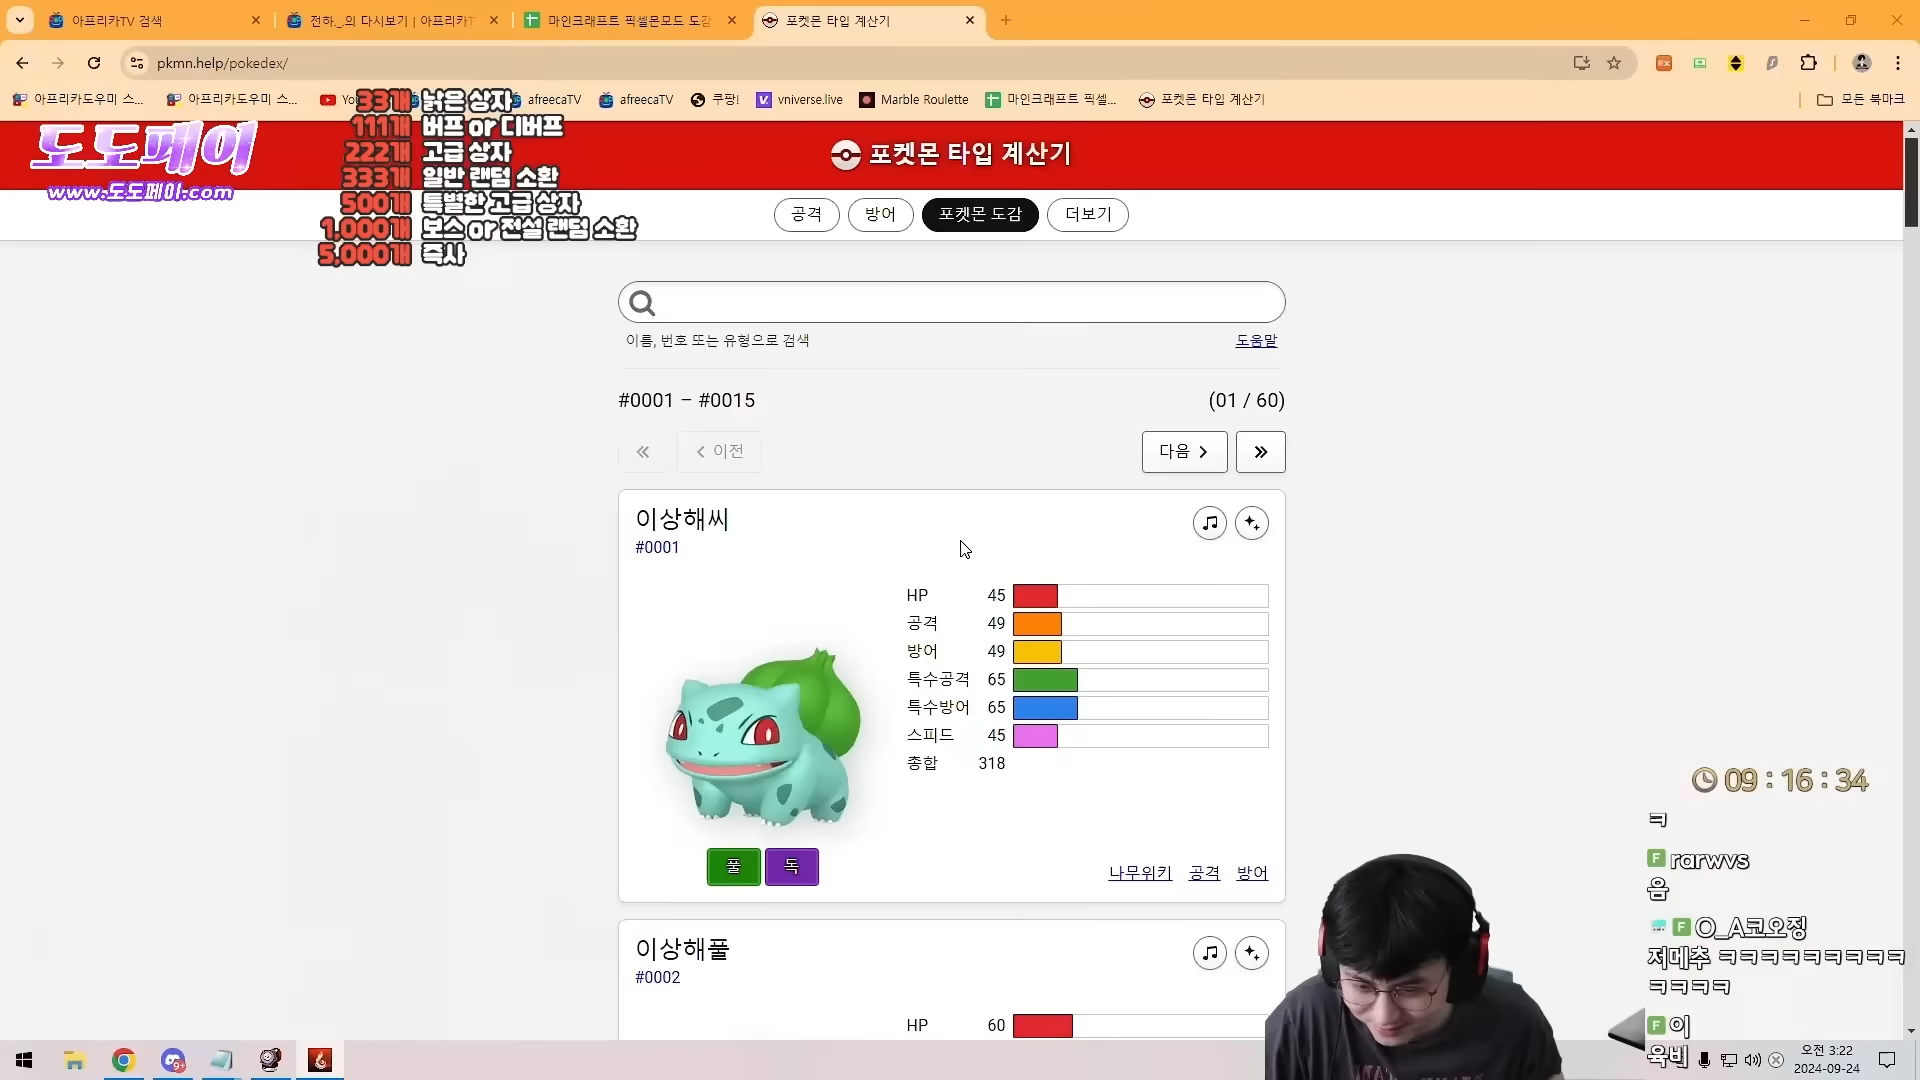 아프리카TV 검색
전하._.의 다시보기 | 아프리카T
마인크래프트 픽셀몬모드 도감
포켓몬 타입 계산기
pkmn.help/pokedex/
아프리카도우미 스...
아프리카도우미 스...
afreecaTV
afreecaTV
쿠팡!
vniverse.live
Marble Roulette
마인크래프트 픽셀...
포켓몬 타입 계산기
모든 북마크
도도페이
www.도도페이.com
33개 낡은 상자
111개 버프 or 디버프
222개 고급 상자
333개 일반 랜덤 소환
500개 특별한 고급 상자
1,000개 보스 or 전설 랜덤 소환
5,000개 즉사
포켓몬 타입 계산기
공격
방어
포켓몬 도감
더보기
이름, 번호 또는 유형으로 검색
도움말
#0001 – #0015
(01 / 60)
이전
다음
이상해씨
#0001
HP 45
공격 49
방어 49
특수공격 65
특수방어 65
스피드 45
총합 318
풀
독
나무위키
공격
방어
이상해풀
#0002
HP 60
09 : 16 : 34
ㅋ
rarwvs
음
O_A코오징
저메추 ㅋㅋㅋㅋㅋㅋㅋㅋㅋㅋ
ㅋㅋㅋㅋ
이
육빈
오전 3:22
2024-09-24